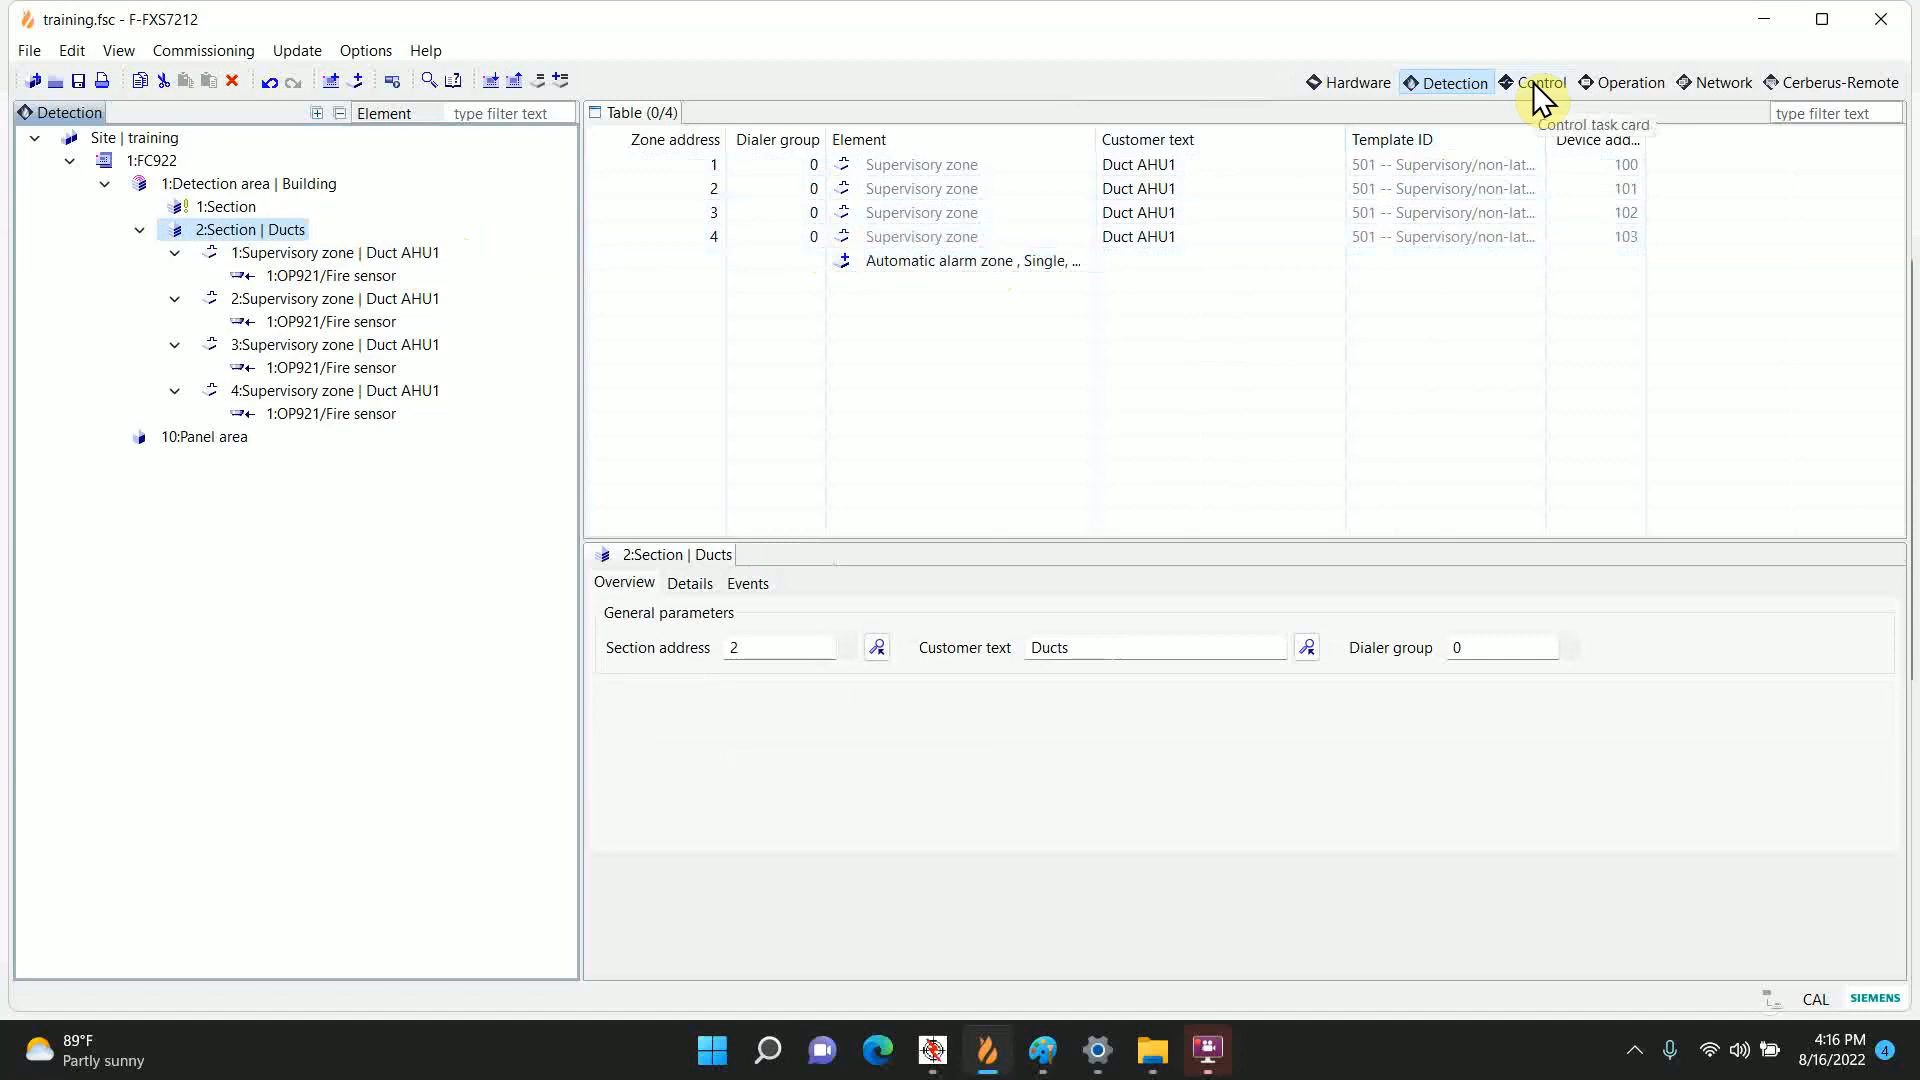 training.fsc - F-FXS7212
File Edit View Commissioning Update Options Help
Hardware Detection Control Operation Network Cerberus-Remote
Control task card
Detection Element type filter text
Site | training
1:FC922
1:Detection area | Building
1:Section
2:Section | Ducts
1:Supervisory zone | Duct AHU1
1:OP921/Fire sensor
2:Supervisory zone | Duct AHU1
1:OP921/Fire sensor
3:Supervisory zone | Duct AHU1
1:OP921/Fire sensor
4:Supervisory zone | Duct AHU1
1:OP921/Fire sensor
10:Panel area
Table (0/4) type filter text
Zone address Dialer group Element Customer text Template ID Device add...
1 0 Supervisory zone Duct AHU1 501 -- Supervisory/non-lat... 100
2 0 Supervisory zone Duct AHU1 501 -- Supervisory/non-lat... 101
3 0 Supervisory zone Duct AHU1 501 -- Supervisory/non-lat... 102
4 0 Supervisory zone Duct AHU1 501 -- Supervisory/non-lat... 103
Automatic alarm zone , Single, ...
2:Section | Ducts
Overview Details Events
General parameters
Section address 2 Customer text Ducts Dialer group 0
CAL SIEMENS
89°F
Partly sunny
4:16 PM
8/16/2022
4